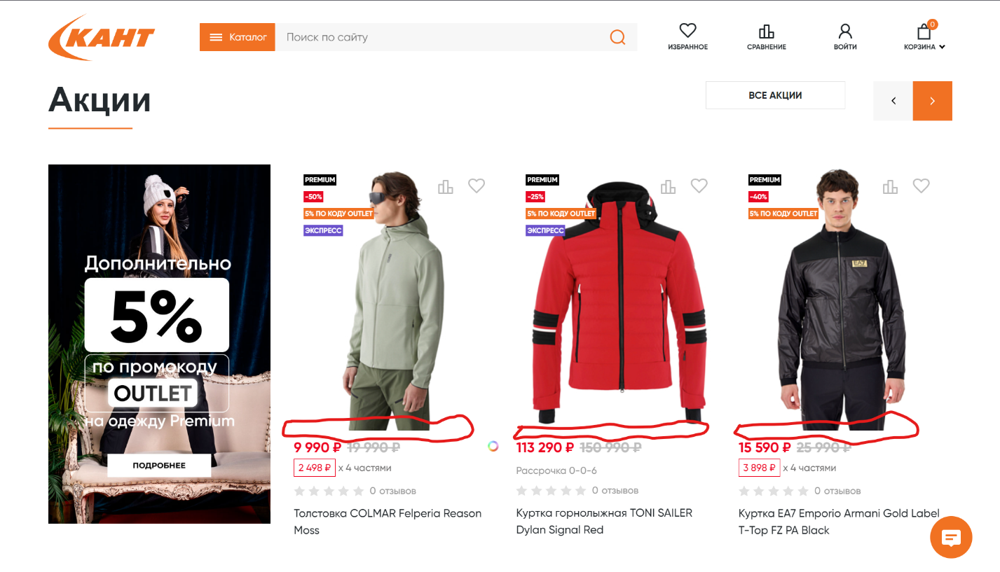 КАНТ
Каталог
Поиск по сайту
ИЗБРАННОЕ
СРАВНЕНИЕ
ВОЙТИ
0
КОРЗИНА
Акции
ВСЕ АКЦИИ
Дополнительно
5%
по промокоду
OUTLET
на одежду Premium
ПОДРОБНЕЕ
PREMIUM
-50%
5% ПО КОДУ OUTLET
ЭКСПРЕСС
9 990 ₽ 19 990 ₽
2 498 ₽ х 4 частями
0 отзывов
Толстовка COLMAR Felperia Reason
Moss
PREMIUM
-25%
5% ПО КОДУ OUTLET
ЭКСПРЕСС
113 290 ₽ 150 990 ₽
Рассрочка 0-0-6
0 отзывов
Куртка горнолыжная TONI SAILER
Dylan Signal Red
PREMIUM
-40%
5% ПО КОДУ OUTLET
EA7
15 590 ₽ 25 990 ₽
3 898 ₽ х 4 частями
0 отзывов
Куртка EA7 Emporio Armani Gold Label
T-Top FZ PA Black